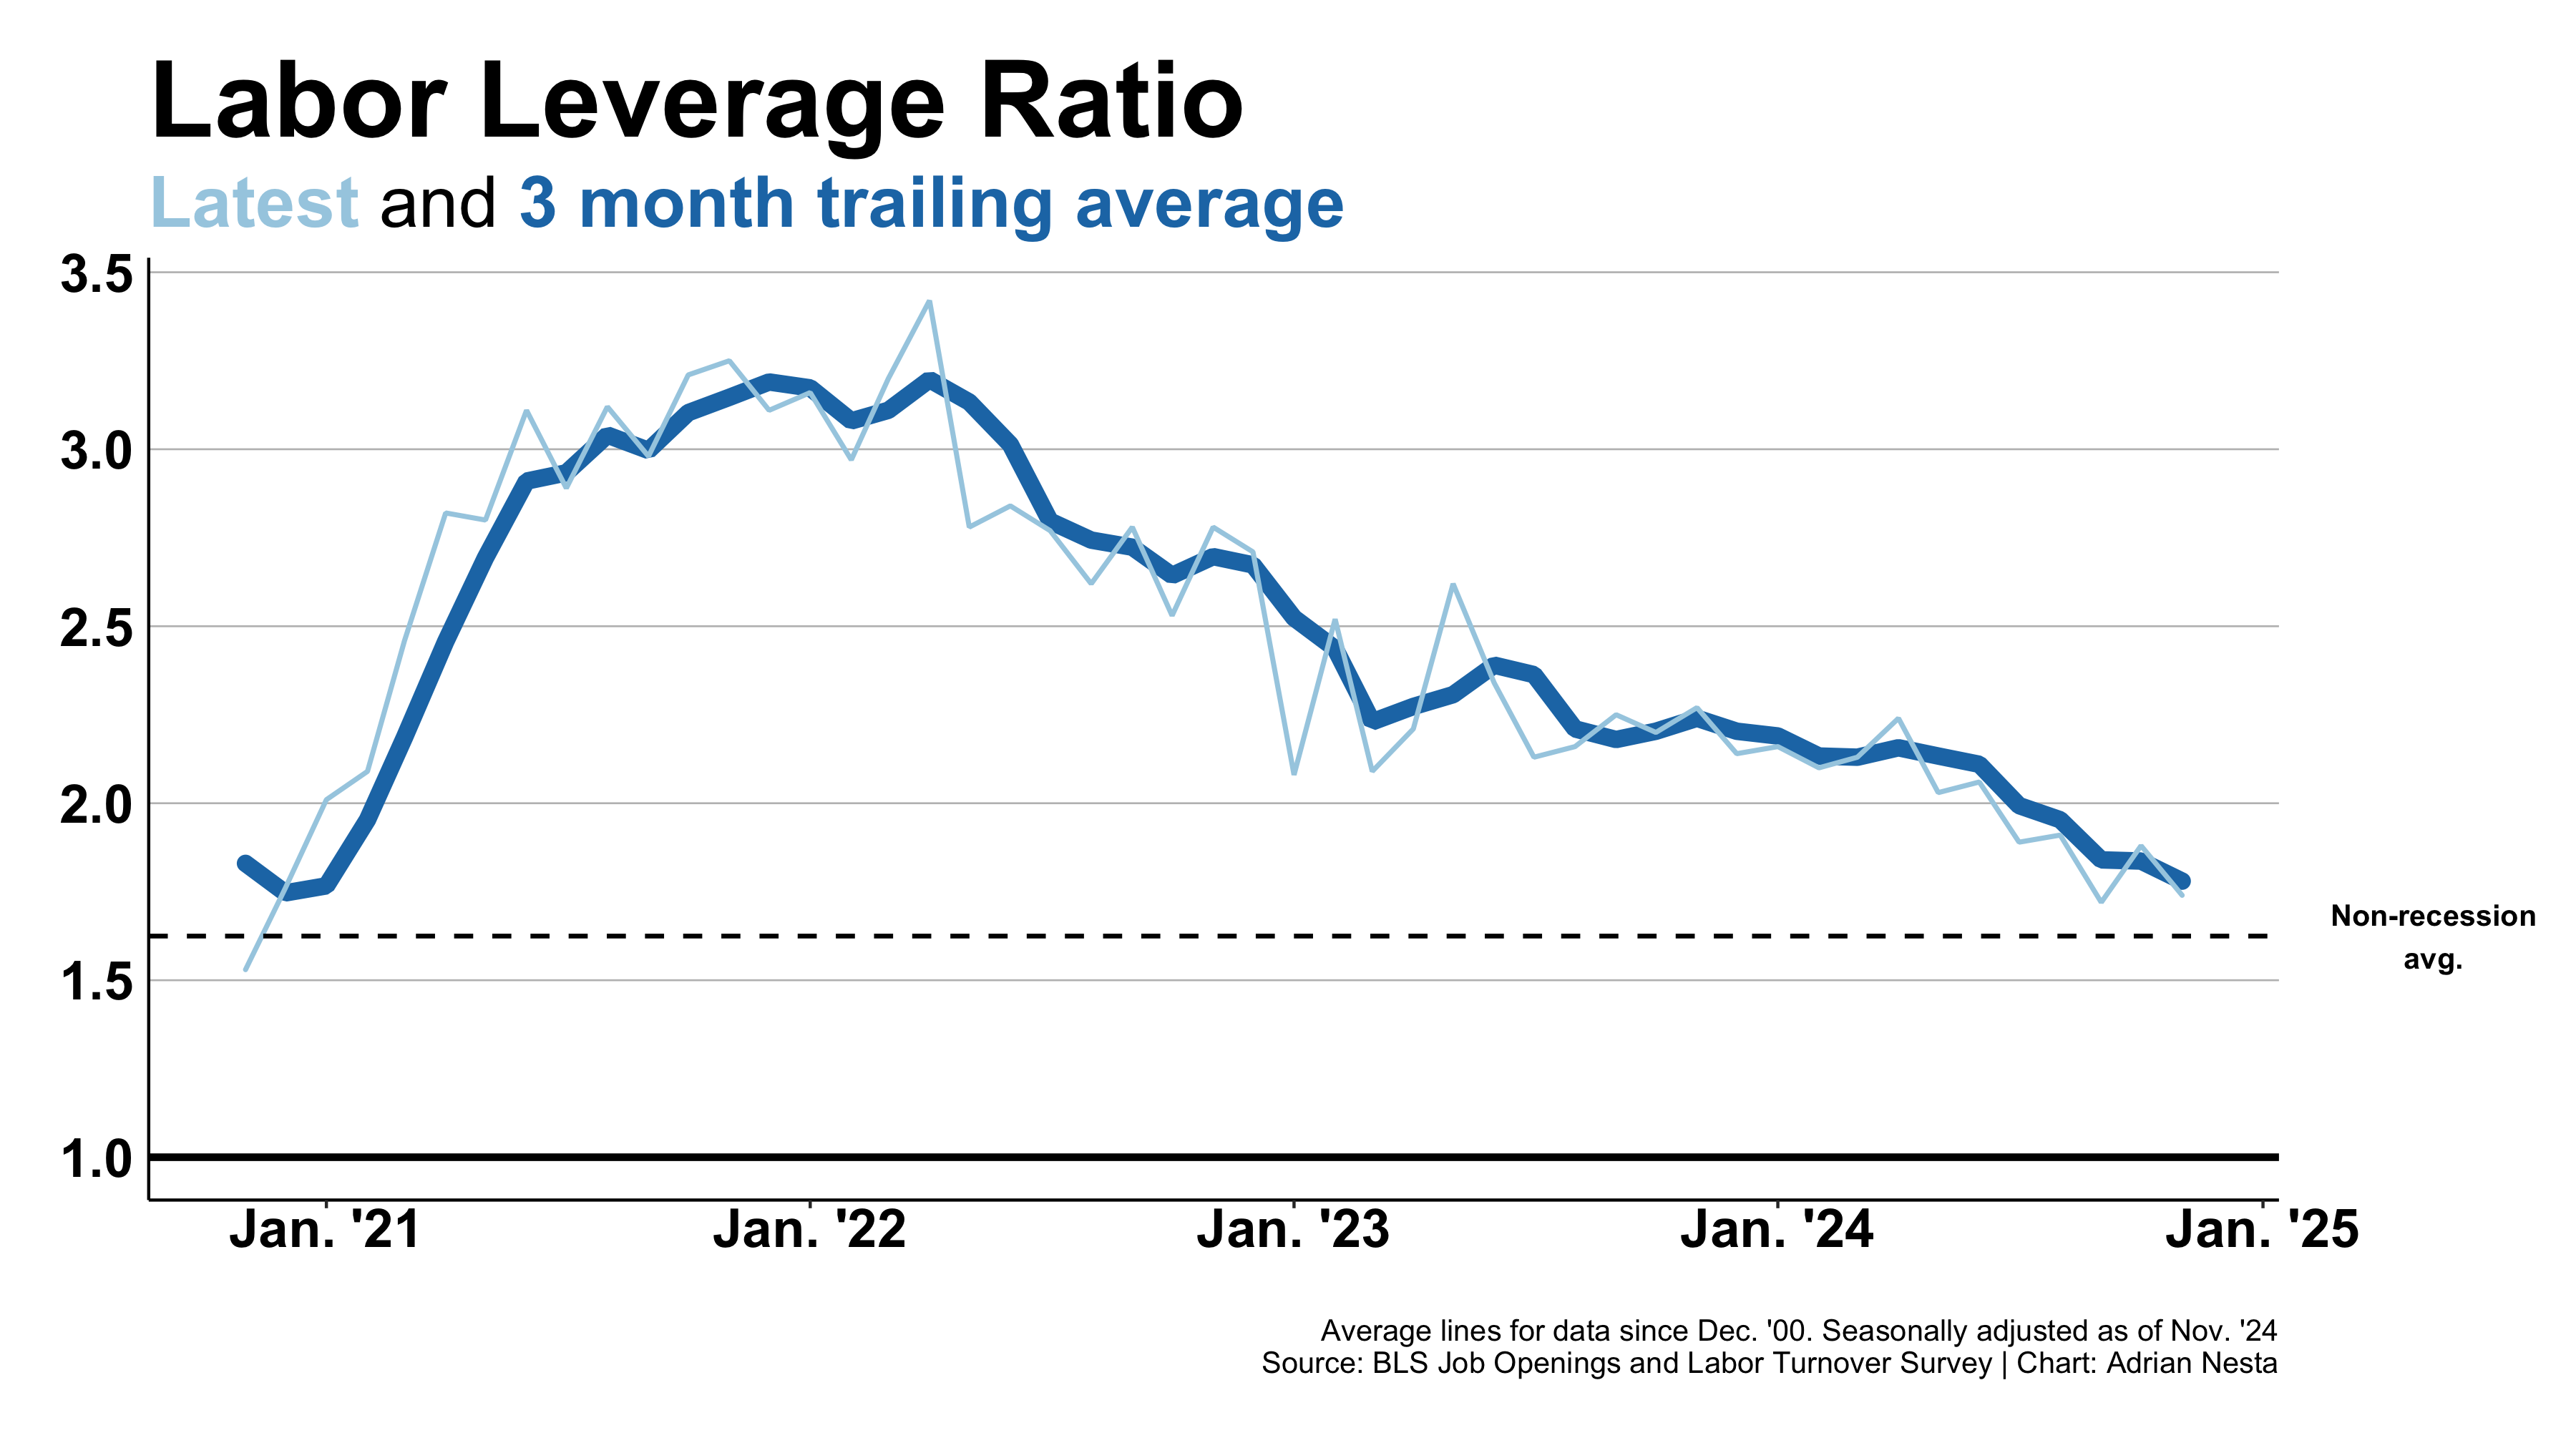 Labor Leverage Ratio
Latest and 3 month trailing average
3.5
3.0
2.5
2.0
1.5
1.0
Non-recession
avg.
Jan. '21
Jan. '22
Jan. '23
Jan. '24
Jan. '25
Average lines for data since Dec. '00. Seasonally adjusted as of Nov. '24
Source: BLS Job Openings and Labor Turnover Survey | Chart: Adrian Nesta